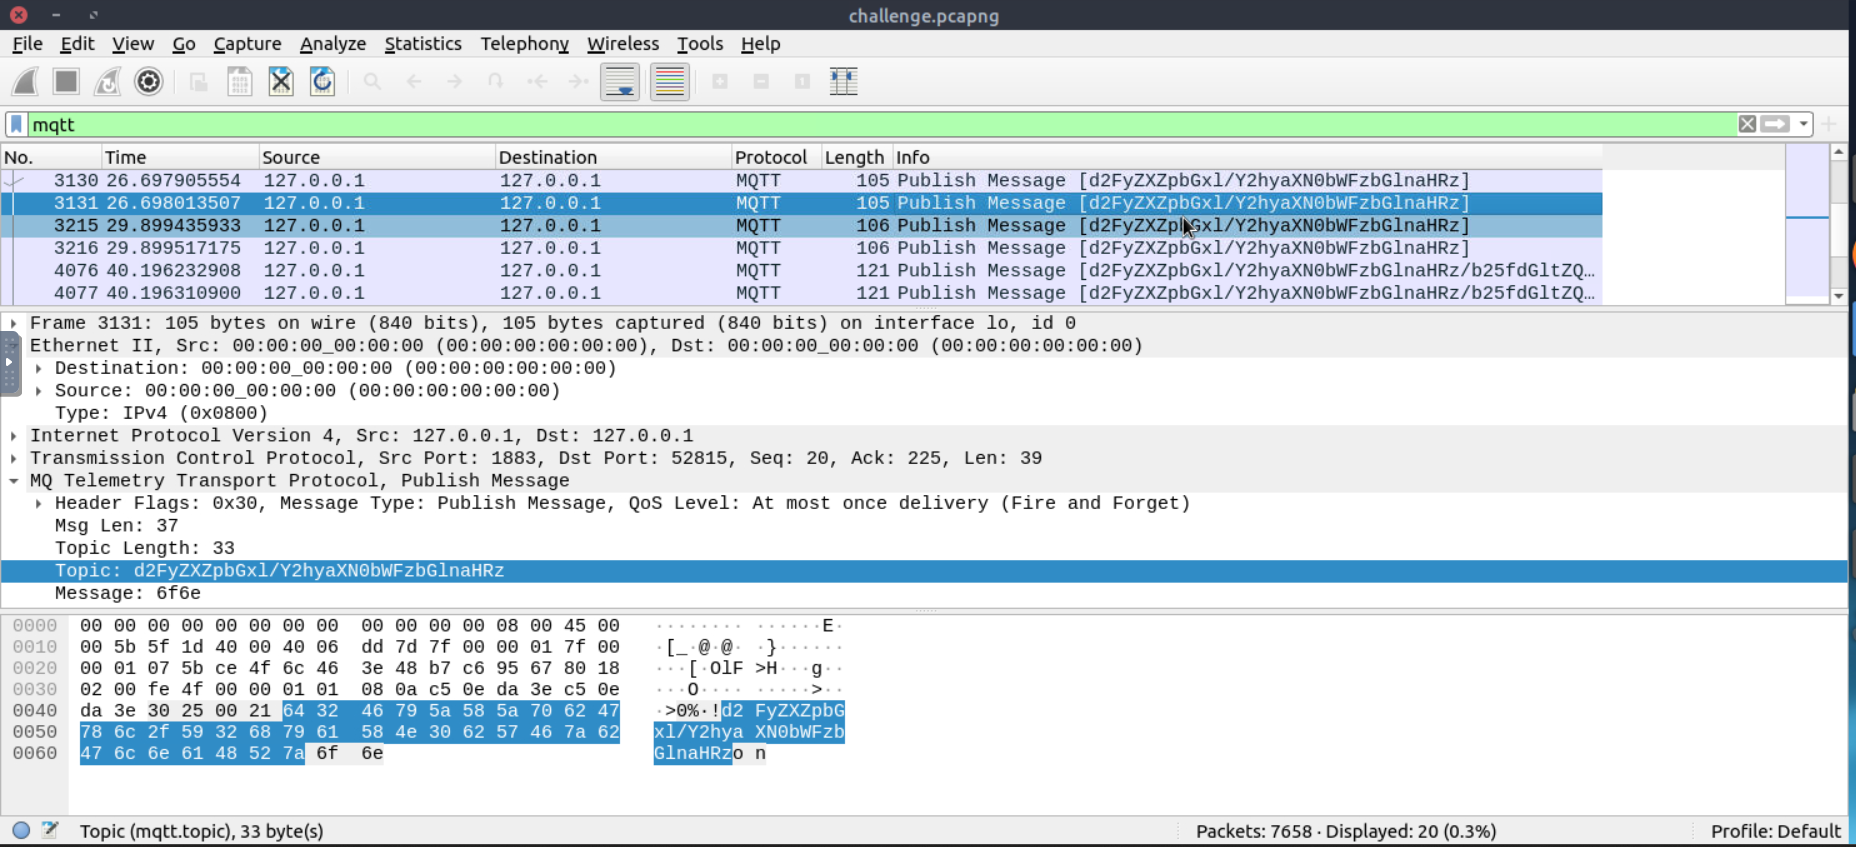 challenge.pcapng
File Edit View Go Capture Analyze Statistics Telephony Wireless Tools Help
mqtt
No. Time Source Destination Protocol Length Info
3130 26.697905554 127.0.0.1 127.0.0.1 MQTT 105 Publish Message [d2FyZXZpbGxl/Y2hyaXN0bWFzbGlnaHRz]
3131 26.698013507 127.0.0.1 127.0.0.1 MQTT 105 Publish Message [d2FyZXZpbGxl/Y2hyaXN0bWFzbGlnaHRz]
3215 29.899435933 127.0.0.1 127.0.0.1 MQTT 106 Publish Message [d2FyZXZpbGxl/Y2hyaXN0bWFzbGlnaHRz]
3216 29.899517175 127.0.0.1 127.0.0.1 MQTT 106 Publish Message [d2FyZXZpbGxl/Y2hyaXN0bWFzbGlnaHRz]
4076 40.196232908 127.0.0.1 127.0.0.1 MQTT 121 Publish Message [d2FyZXZpbGxl/Y2hyaXN0bWFzbGlnaHRz/b25fdGltZQ…
4077 40.196310900 127.0.0.1 127.0.0.1 MQTT 121 Publish Message [d2FyZXZpbGxl/Y2hyaXN0bWFzbGlnaHRz/b25fdGltZQ…
Frame 3131: 105 bytes on wire (840 bits), 105 bytes captured (840 bits) on interface lo, id 0
Ethernet II, Src: 00:00:00_00:00:00 (00:00:00:00:00:00), Dst: 00:00:00_00:00:00 (00:00:00:00:00:00)
Destination: 00:00:00_00:00:00 (00:00:00:00:00:00)
Source: 00:00:00_00:00:00 (00:00:00:00:00:00)
Type: IPv4 (0x0800)
Internet Protocol Version 4, Src: 127.0.0.1, Dst: 127.0.0.1
Transmission Control Protocol, Src Port: 1883, Dst Port: 52815, Seq: 20, Ack: 225, Len: 39
MQ Telemetry Transport Protocol, Publish Message
Header Flags: 0x30, Message Type: Publish Message, QoS Level: At most once delivery (Fire and Forget)
Msg Len: 37
Topic Length: 33
Topic: d2FyZXZpbGxl/Y2hyaXN0bWFzbGlnaHRz
Message: 6f6e
0000 00 00 00 00 00 00 00 00 00 00 00 00 08 00 45 00 ········ ······E·
0010 00 5b 5f 1d 40 00 40 06 dd 7d 7f 00 00 01 7f 00 ·[_·@·@· ·}······
0020 00 01 07 5b ce 4f 6c 46 3e 48 b7 c6 95 67 80 18 ···[·OlF >H···g··
0030 02 00 fe 4f 00 00 01 01 08 0a c5 0e da 3e c5 0e ···O···· ·····>··
0040 da 3e 30 25 00 21 64 32 46 79 5a 58 5a 70 62 47 ·>0%·!d2 FyZXZpbG
0050 78 6c 2f 59 32 68 79 61 58 4e 30 62 57 46 7a 62 xl/Y2hya XN0bWFzb
0060 47 6c 6e 61 48 52 7a 6f 6e GlnaHRzo n
Topic (mqtt.topic), 33 byte(s) Packets: 7658 · Displayed: 20 (0.3%) Profile: Default